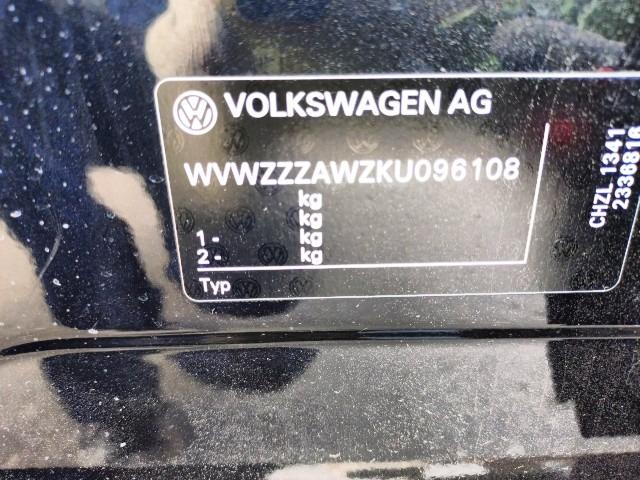 VOLKSWAGEN AG
WVWZZZAWZKU096108
kg
kg
1 - kg
2 - kg
Typ
CHZL 1341
2336816